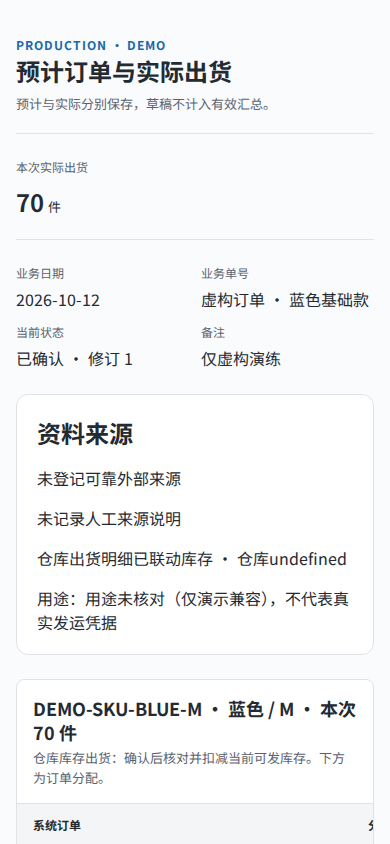 PRODUCTION · DEMO
预计订单与实际出货
预计与实际分别保存，草稿不计入有效汇总。
本次实际出货
70 件
业务日期
业务单号
2026-10-12
虚构订单 · 蓝色基础款
当前状态
备注
已确认 · 修订 1
仅虚构演练
资料来源
未登记可靠外部来源
未记录人工来源说明
仓库出货明细已联动库存 · 仓库undefined
用途：用途未核对（仅演示兼容），不代表真
实发运凭据
DEMO-SKU-BLUE-M · 蓝色 / M · 本次
70 件
仓库库存出货：确认后核对并扣减当前可发库存。下方
为订单分配。
系统订单